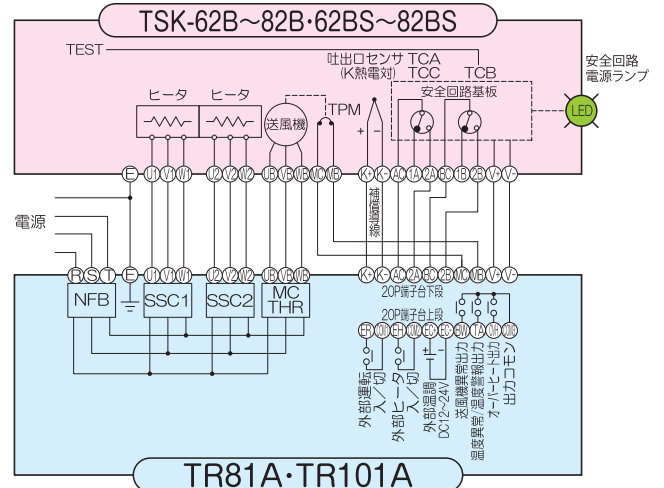 TSK-62B～82B・62BS～82BS
TEST
吐出口センサ TCA
(K熱電対) TCC TCB
安全回路
電源ランプ
LED
ヒータ ヒータ
送風機
TPM
安全回路基板
+ −
E U1 V1 W1 U2 V2 W2 UB VB WB MC MB K+ K- AC 1A 2A BC 1B 2B V+ V-
電源
補償導線
R S T E U1 V1 W1 U2 V2 W2 UB VB WB K+ K- AC 2A BC 2B MC MB V+ V-
NFB SSC1 SSC2 MC
THR
20P端子台下段
20P端子台上段
+ −
外部運転
入／切
外部ヒータ
入／切
外部温調
DC12～24V
送風機異常出力
温度異常/温度警報出力
オーバーヒート出力
出力コモン
TR81A・TR101A